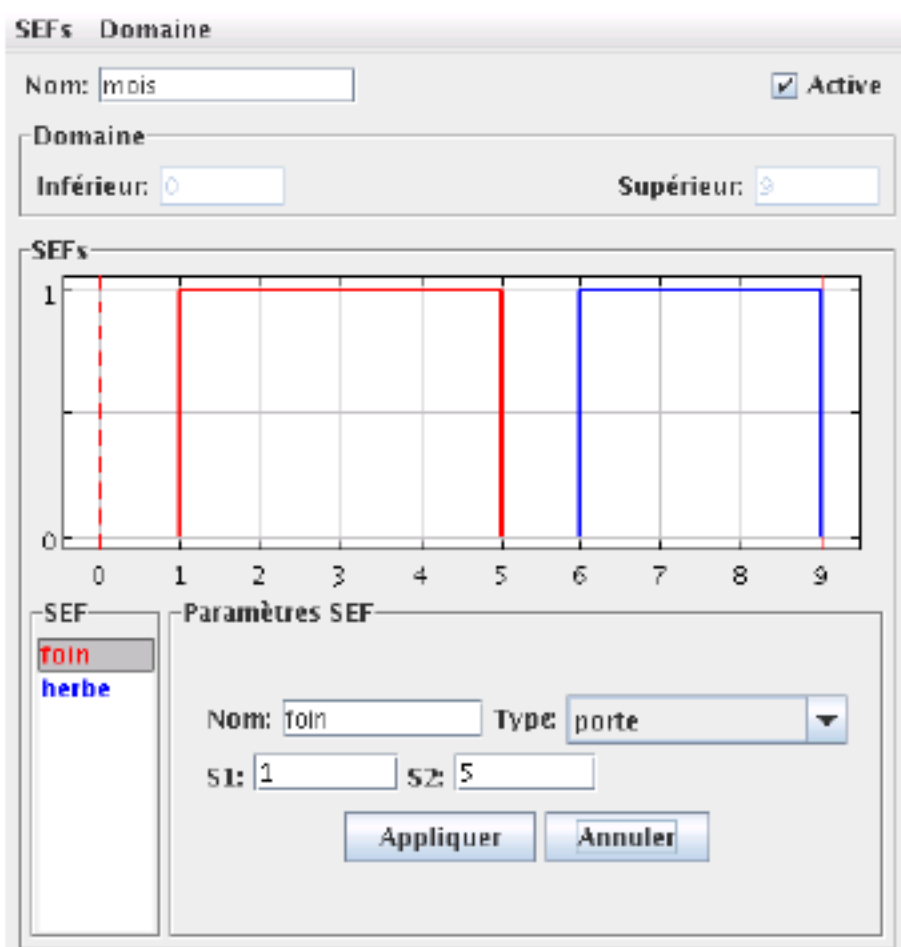 SEFs Domaine
Nom: mois Active
Domaine
Inférieur: 0 Supérieur: 9
SEFs
1
0
0 1 2 3 4 5 6 7 8 9
SEF Paramètres SEF
foin
herbe
Nom: foin Type: porte
S1: 1 S2: 5
Appliquer Annuler